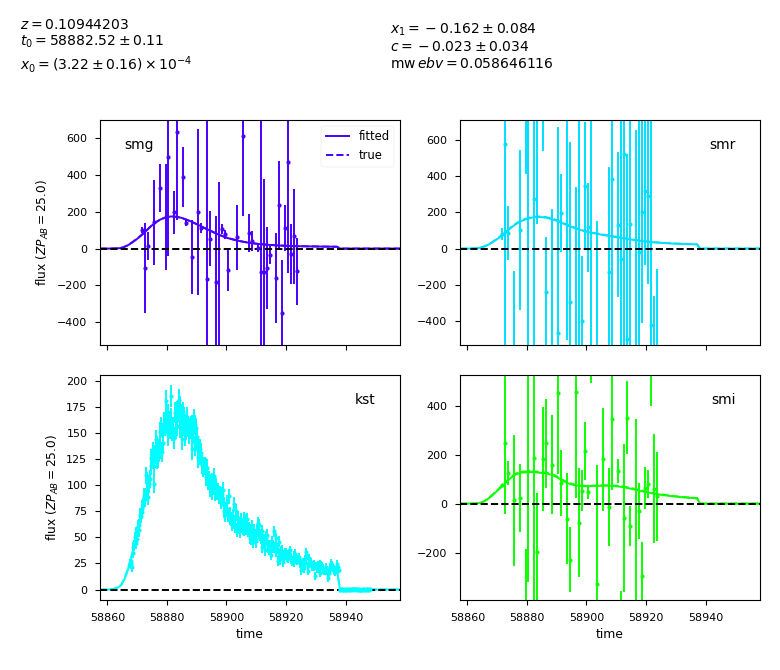 z = 0.10944203
t₀ = 58882.52 ± 0.11
x₀ = (3.22 ± 0.16) × 10⁻⁴
x₁ = −0.162 ± 0.084
c = −0.023 ± 0.034
mw ebv = 0.058646116
smg
fitted
true
600
400
200
0
−200
−400
flux (ZP_AB = 25.0)
smr
600
400
200
0
−200
−400
kst
200
175
150
125
100
75
50
25
0
flux (ZP_AB = 25.0)
58860 58880 58900 58920 58940
time
smi
400
200
0
−200
58860 58880 58900 58920 58940
time